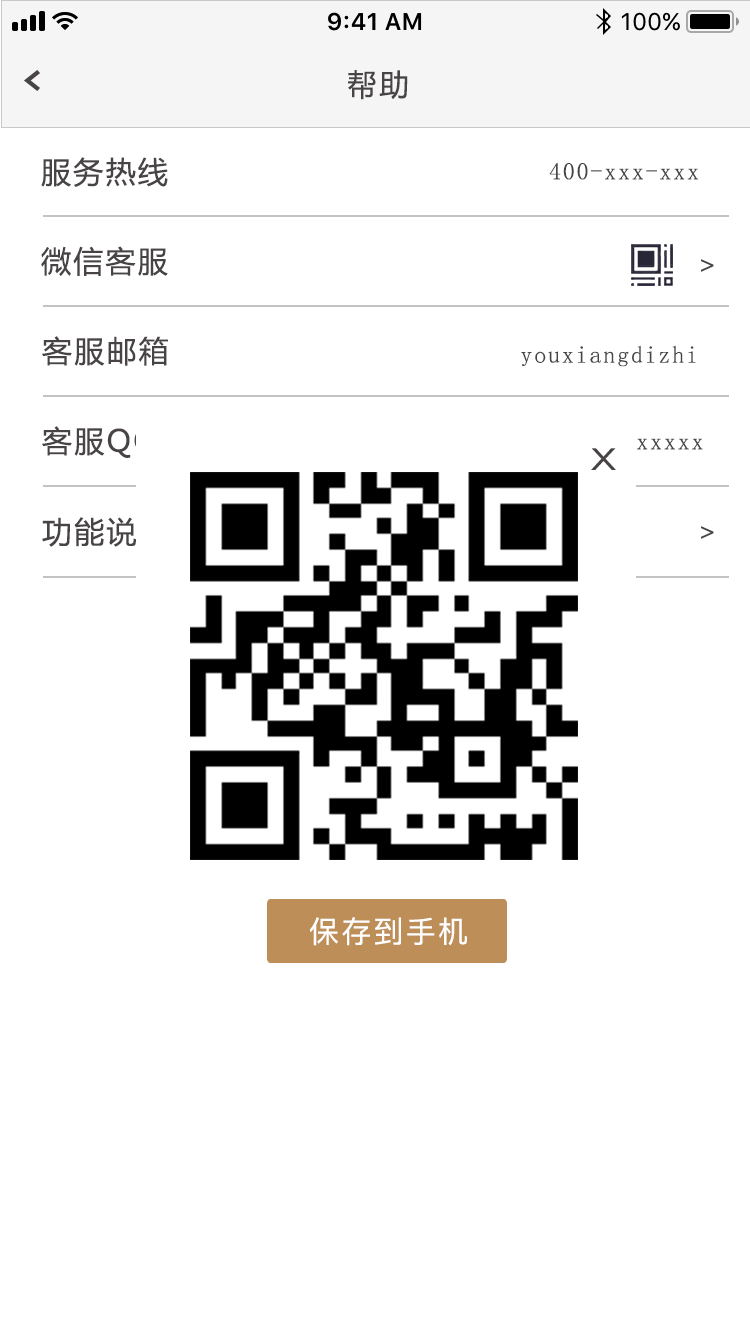 9:41 AM 100%
帮助
服务热线 400-xxx-xxx
微信客服 >
客服邮箱 youxiangdizhi
客服Q xxxxx
X
功能说 >
保存到手机